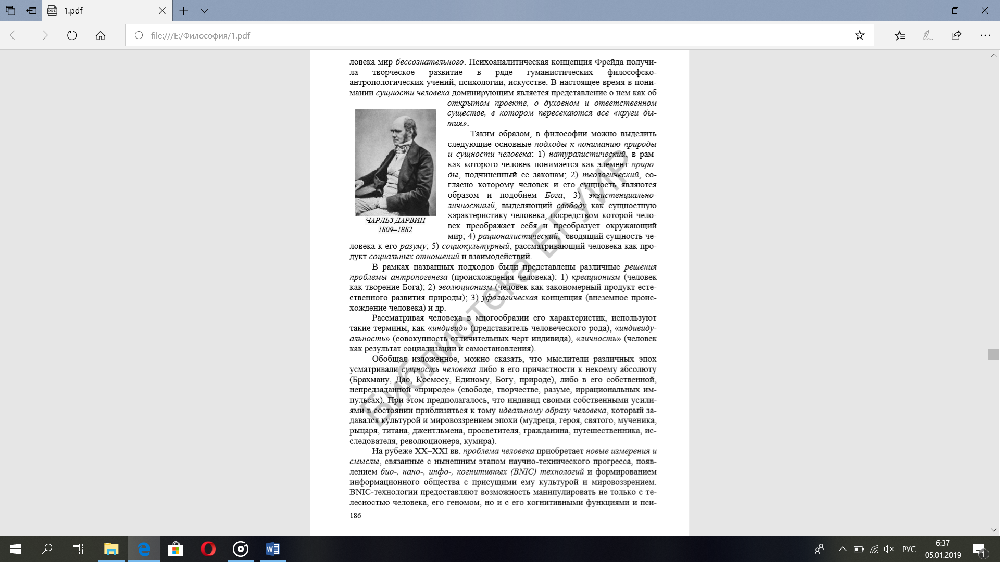 1.pdf
file:///E:/Философия/1.pdf
ловека мир бессознательного. Психоаналитическая концепция Фрейда получи-
ла творческое развитие в ряде гуманистических философско-
антропологических учений, психологии, искусстве. В настоящее время в пони-
мании сущности человека доминирующим является представление о нем как об
открытом проекте, о духовном и ответственном
существе, в котором пересекаются все «круги бы-
тия».
Таким образом, в философии можно выделить
следующие основные подходы к пониманию природы
и сущности человека: 1) натуралистический, в рам-
ках которого человек понимается как элемент приро-
ды, подчиненный ее законам; 2) теологический, со-
гласно которому человек и его сущность являются
образом и подобием Бога; 3) экзистенциально-
личностный, выделяющий свободу как сущностную
характеристику человека, посредством которой чело-
век преображает себя и преобразует окружающий
мир; 4) рационалистический, сводящий сущность че-
ЧАРЛЬЗ ДАРВИН
1809–1882
ловека к его разуму; 5) социокультурный, рассматривающий человека как про-
дукт социальных отношений и взаимодействий.
В рамках названных подходов были представлены различные решения
проблемы антропогенеза (происхождения человека): 1) креационизм (человек
как творение Бога); 2) эволюционизм (человек как закономерный продукт есте-
ственного развития природы); 3) уфологическая концепция (внеземное проис-
хождение человека) и др.
Рассматривая человека в многообразии его характеристик, используют
такие термины, как «индивид» (представитель человеческого рода), «индивиду-
альность» (совокупность отличительных черт индивида), «личность» (человек
как результат социализации и самостановления).
Обобщая изложенное, можно сказать, что мыслители различных эпох
усматривали сущность человека либо в его причастности к некоему абсолюту
(Брахману, Дао, Космосу, Единому, Богу, природе), либо в его собственной,
непредзаданной «природе» (свободе, творчестве, разуме, иррациональных им-
пульсах). При этом предполагалось, что индивид своими собственными усили-
ями в состоянии приблизиться к тому идеальному образу человека, который за-
давался культурой и мировоззрением эпохи (мудреца, героя, святого, мученика,
рыцаря, титана, джентльмена, просветителя, гражданина, путешественника, ис-
следователя, революционера, кумира).
На рубеже XX–XXI вв. проблема человека приобретает новые измерения и
смыслы, связанные с нынешним этапом научно-технического прогресса, появ-
лением био-, нано-, инфо-, когнитивных (BNIC) технологий и формированием
информационного общества с присущими ему культурой и мировоззрением.
BNIC-технологии предоставляют возможность манипулировать не только с те-
лесностью человека, его геномом, но и с его когнитивными функциями и пси-
186
Библиотека БГУИР
РУС
6:37
05.01.2019
1